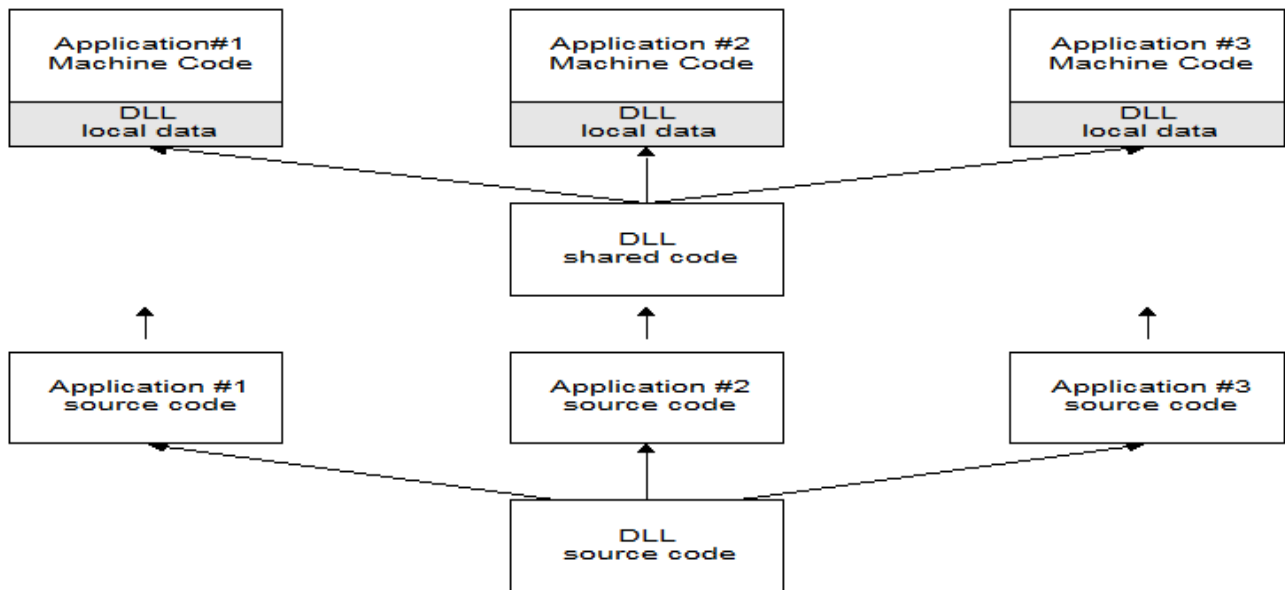 Application#1
Machine Code
DLL
local data
Application #2
Machine Code
DLL
local data
Application #3
Machine Code
DLL
local data
DLL
shared code
Application #1
source code
Application #2
source code
Application #3
source code
DLL
source code